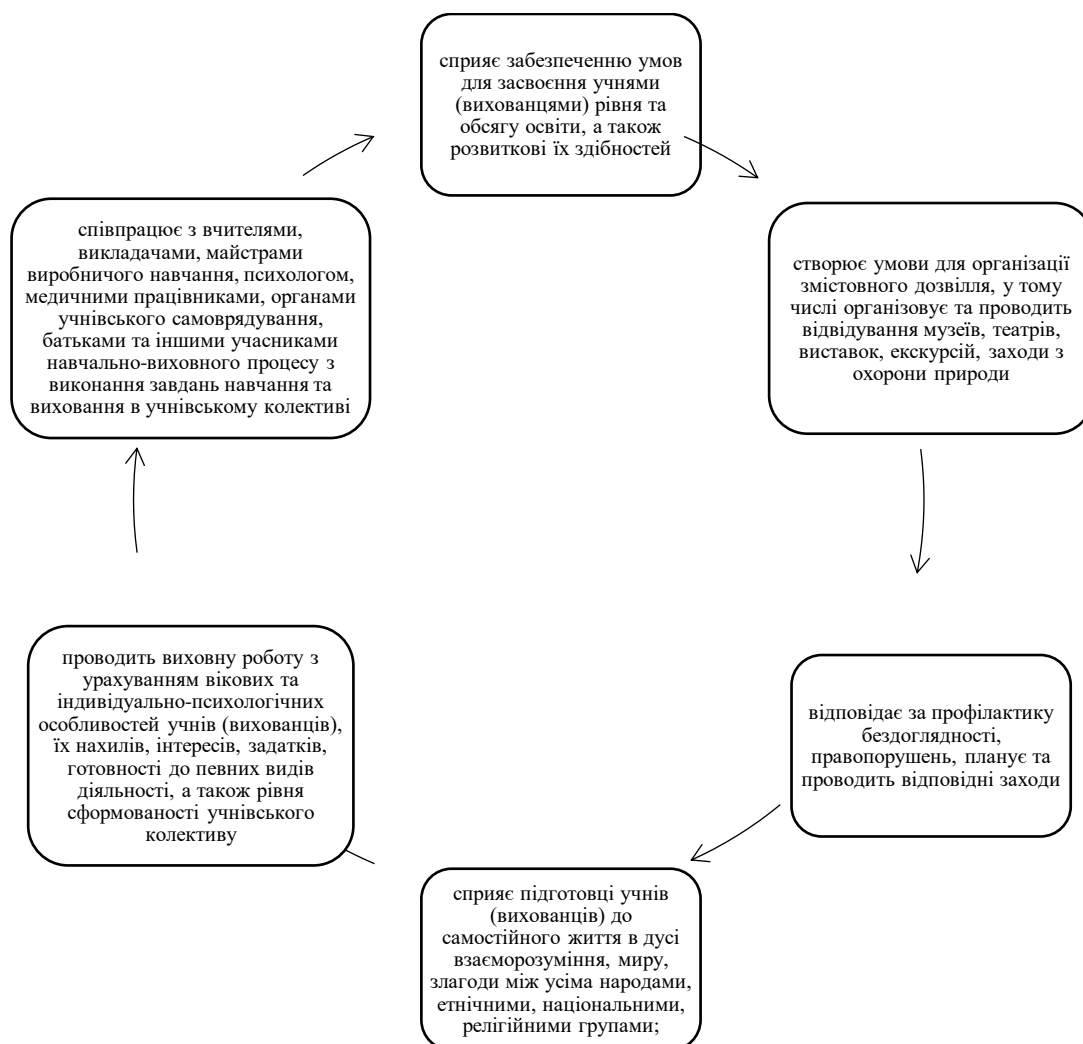 сприяє забезпеченню умов
для засвоєння учнями
(вихованцями) рівня та
обсягу освіти, а також
розвиткові їх здібностей
створює умови для організації
змістовного дозвілля, у тому
числі організовує та проводить
відвідування музеїв, театрів,
виставок, екскурсій, заходи з
охорони природи
відповідає за профілактику
бездоглядності,
правопорушень, планує та
проводить відповідні заходи
сприяє підготовці учнів
(вихованців) до
самостійного життя в дусі
взаєморозуміння, миру,
злагоди між усіма народами,
етнічними, національними,
релігійними групами;
проводить виховну роботу з
урахуванням вікових та
індивідуально-психологічних
особливостей учнів (вихованців),
їх нахилів, інтересів, задатків,
готовності до певних видів
діяльності, а також рівня
сформованості учнівського
колективу
співпрацює з вчителями,
викладачами, майстрами
виробничого навчання, психологом,
медичними працівниками, органами
учнівського самоврядування,
батьками та іншими учасниками
навчально-виховного процесу з
виконання завдань навчання та
виховання в учнівському колективі